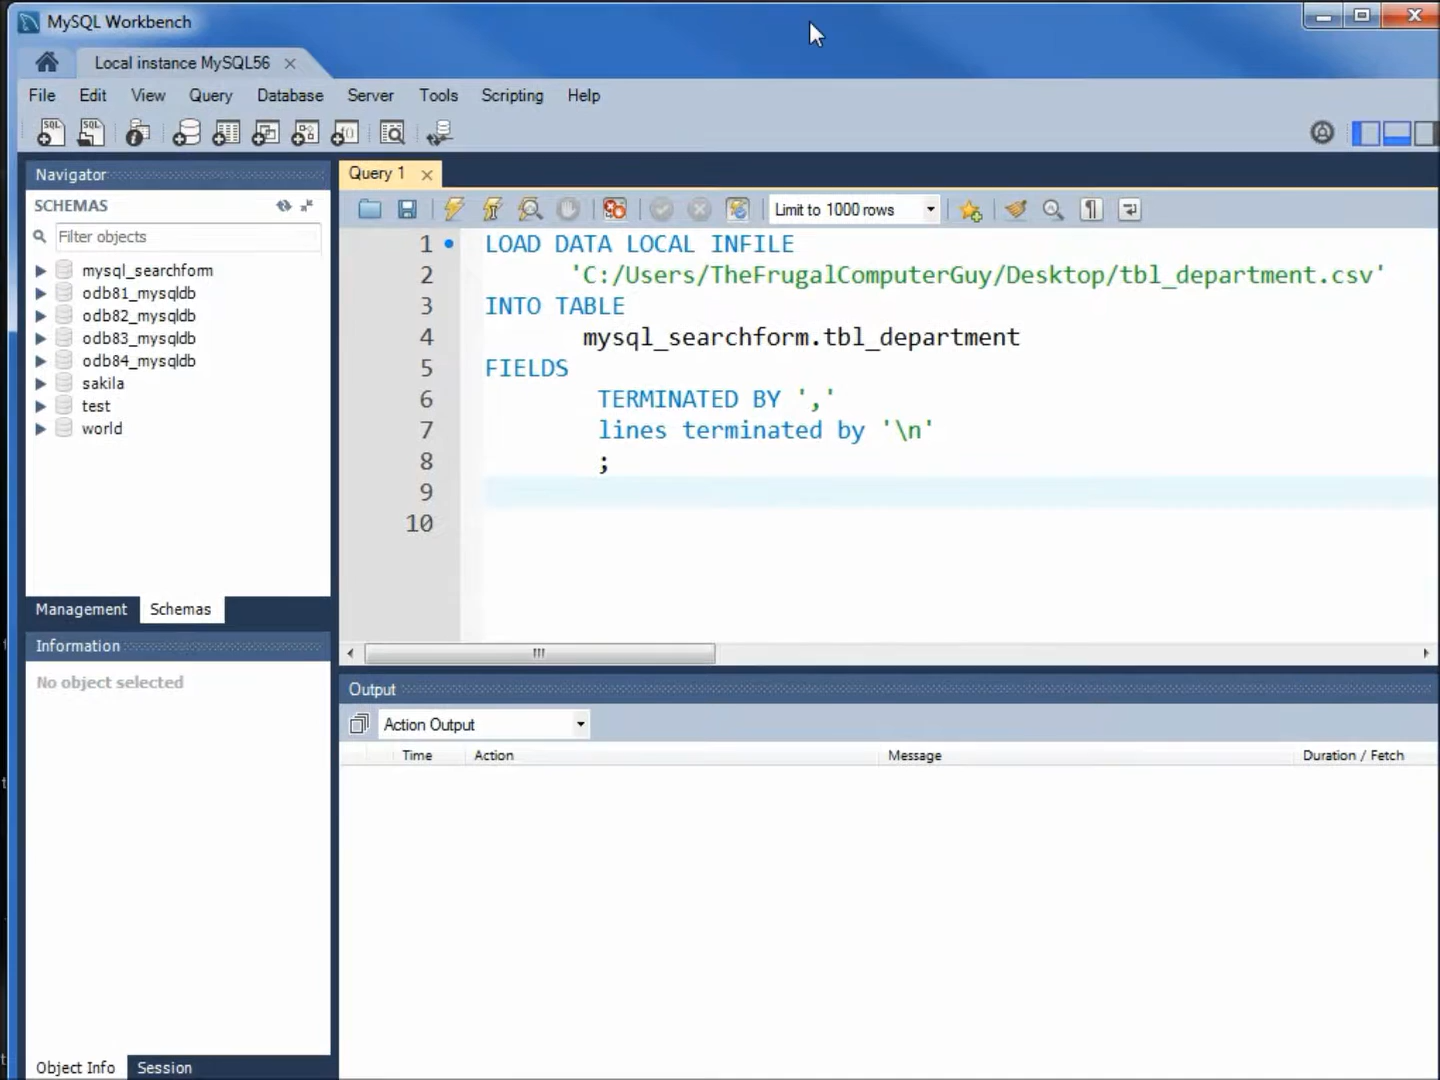 MySQL Workbench
Local instance MySQL56
File Edit View Query Database Server Tools Scripting Help
SQL SQL
Navigator
SCHEMAS
Filter objects
mysql_searchform
odb81_mysqldb
odb82_mysqldb
odb83_mysqldb
odb84_mysqldb
sakila
test
world
Management Schemas
Information
No object selected
Object Info Session
Query 1
Limit to 1000 rows
1 LOAD DATA LOCAL INFILE
2 'C:/Users/TheFrugalComputerGuy/Desktop/tbl_department.csv'
3 INTO TABLE
4 mysql_searchform.tbl_department
5 FIELDS
6 TERMINATED BY ','
7 lines terminated by '\n'
8 ;
9
10
Output
Action Output
Time Action Message Duration / Fetch